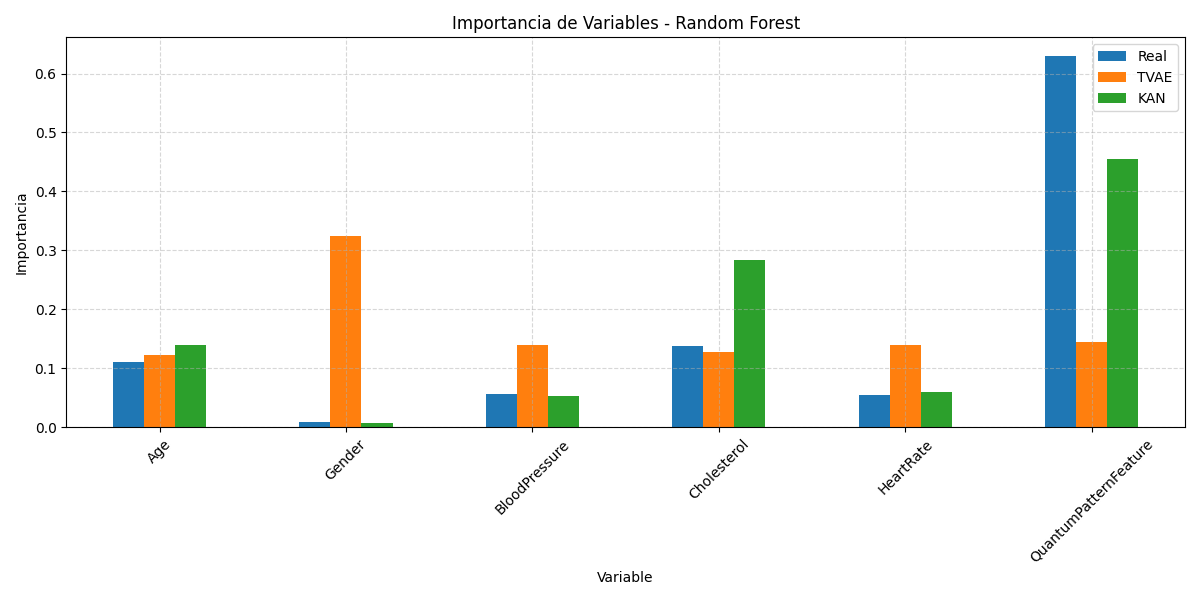 Importancia de Variables - Random Forest
Real
TVAE
KAN
Importancia
0.6
0.5
0.4
0.3
0.2
0.1
0.0
Age
Gender
BloodPressure
Cholesterol
HeartRate
QuantumPatternFeature
Variable